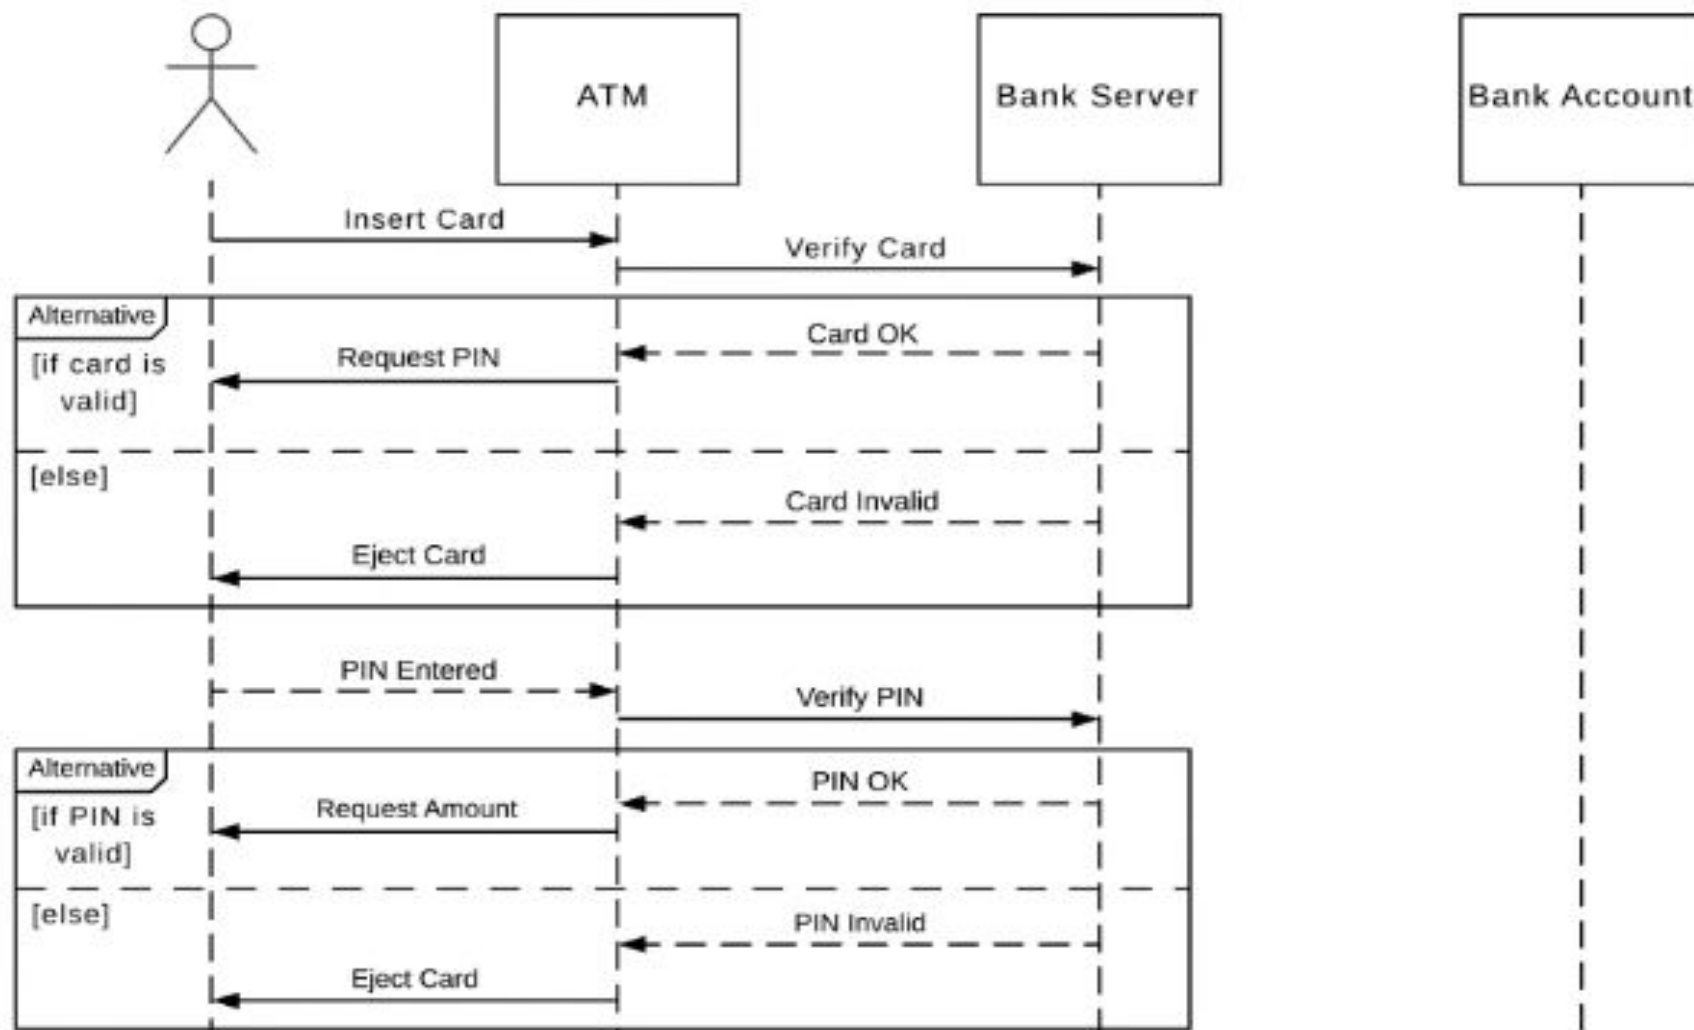 ATM
Bank Server
Bank Account
Insert Card
Verify Card
Alternative
[if card is
valid]
Card OK
Request PIN
[else]
Card Invalid
Eject Card
PIN Entered
Verify PIN
Alternative
[if PIN is
valid]
PIN OK
Request Amount
[else]
PIN Invalid
Eject Card